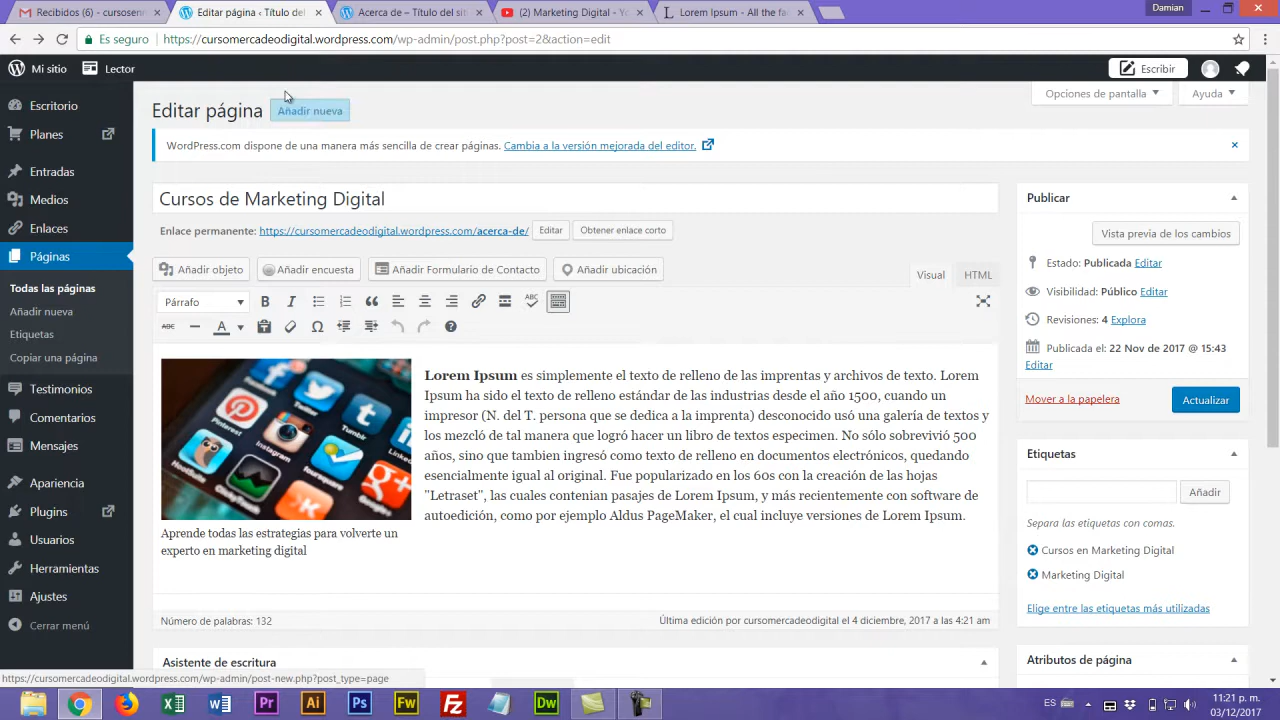 Recibidos (6) - cursosenm
Editar página ‹ Título del
Acerca de – Título del sit
(2) Marketing Digital - Yo
Lorem Ipsum - All the fa
Damian
Es seguro
https://cursomercadeodigital.wordpress.com/wp-admin/post.php?post=2&action=edit
Mi sitio
Lector
Escribir
Escritorio
Planes
Entradas
Medios
Enlaces
Páginas
Todas las páginas
Añadir nueva
Etiquetas
Copiar una página
Testimonios
Comentarios
Mensajes
Apariencia
Plugins
Usuarios
Herramientas
Ajustes
Cerrar menú
Opciones de pantalla
Ayuda
Editar página
Añadir nueva
WordPress.com dispone de una manera más sencilla de crear páginas. Cambia a la versión mejorada del editor.
Cursos de Marketing Digital
Enlace permanente: https://cursomercadeodigital.wordpress.com/acerca-de/
Editar
Obtener enlace corto
Añadir objeto
Añadir encuesta
Añadir Formulario de Contacto
Añadir ubicación
Visual
HTML
Párrafo
B I
ABC
ABC
A
Pinterest
Twitter
Tumblr
Instagram
foursquare
HootSuite
Linke
Lorem Ipsum es simplemente el texto de relleno de las imprentas y archivos de texto. Lorem
Ipsum ha sido el texto de relleno estándar de las industrias desde el año 1500, cuando un
impresor (N. del T. persona que se dedica a la imprenta) desconocido usó una galería de textos y
los mezcló de tal manera que logró hacer un libro de textos especimen. No sólo sobrevivió 500
años, sino que tambien ingresó como texto de relleno en documentos electrónicos, quedando
esencialmente igual al original. Fue popularizado en los 60s con la creación de las hojas
"Letraset", las cuales contenian pasajes de Lorem Ipsum, y más recientemente con software de
autoedición, como por ejemplo Aldus PageMaker, el cual incluye versiones de Lorem Ipsum.
Aprende todas las estrategias para volverte un
experto en marketing digital
Número de palabras: 132
Última edición por cursomercadeodigital el 4 diciembre, 2017 a las 4:21 am
Asistente de escritura
Publicar
Vista previa de los cambios
Estado: Publicada Editar
Visibilidad: Público Editar
Revisiones: 4 Explora
Publicada el: 22 Nov de 2017 @ 15:43
Editar
Mover a la papelera
Actualizar
Etiquetas
Añadir
Separa las etiquetas con comas.
Cursos en Marketing Digital
Marketing Digital
Elige entre las etiquetas más utilizadas
Atributos de página
https://cursomercadeodigital.wordpress.com/wp-admin/post-new.php?post_type=page
Pr
Ai
Ps
Fw
Fz
Dw
ES
11:21 p. m.
03/12/2017